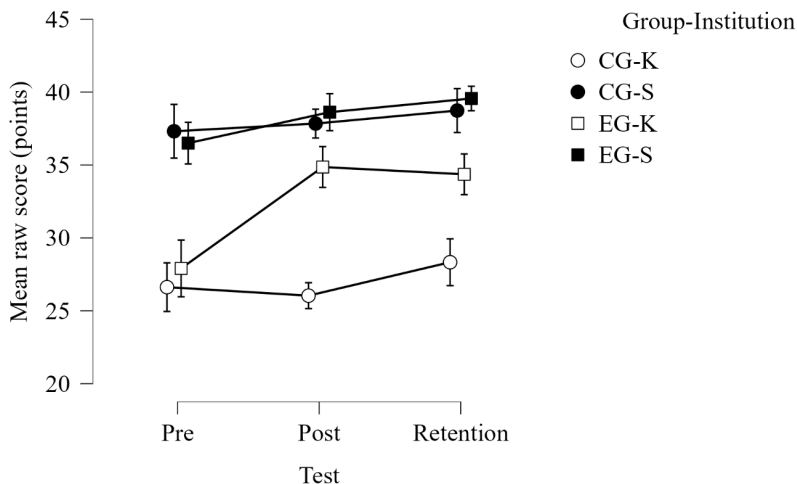 Group-Institution
CG-K
CG-S
EG-K
EG-S
45
40
35
30
25
20
Mean raw score (points)
Pre Post Retention
Test